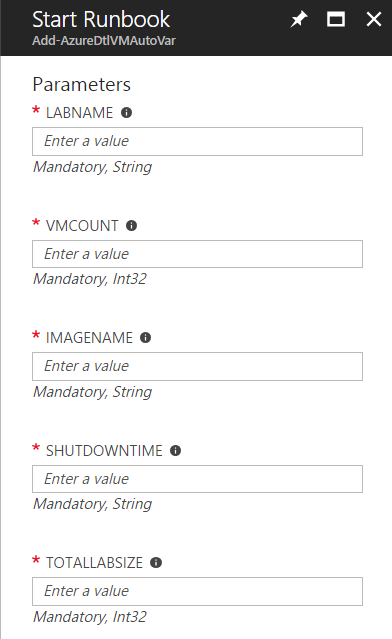 Start Runbook
Add-AzureDtlVMAutoVar
Parameters
* LABNAME
Enter a value
Mandatory, String
* VMCOUNT
Enter a value
Mandatory, Int32
* IMAGENAME
Enter a value
Mandatory, String
* SHUTDOWNTIME
Enter a value
Mandatory, String
* TOTALLABSIZE
Enter a value
Mandatory, Int32